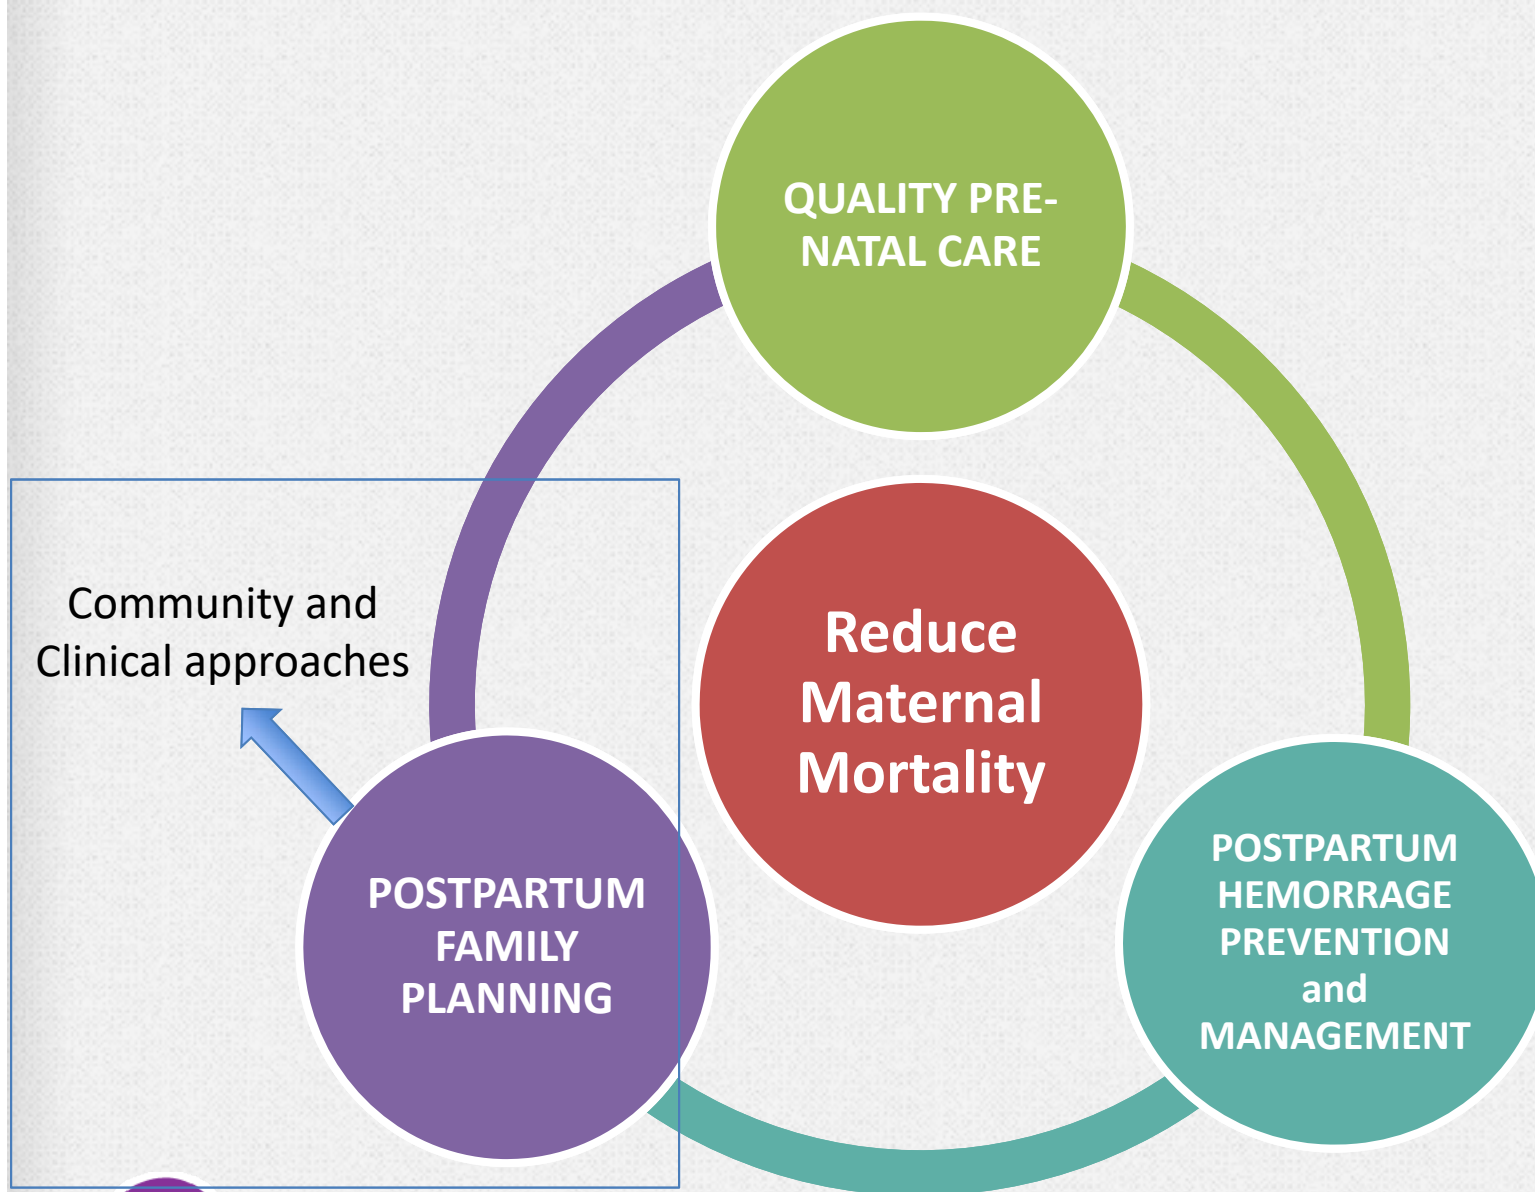 QUALITY PRE-
NATAL CARE
Community and
Clinical approaches
Reduce
Maternal
Mortality
POSTPARTUM
FAMILY
PLANNING
POSTPARTUM
HEMORRAGE
PREVENTION
and
MANAGEMENT